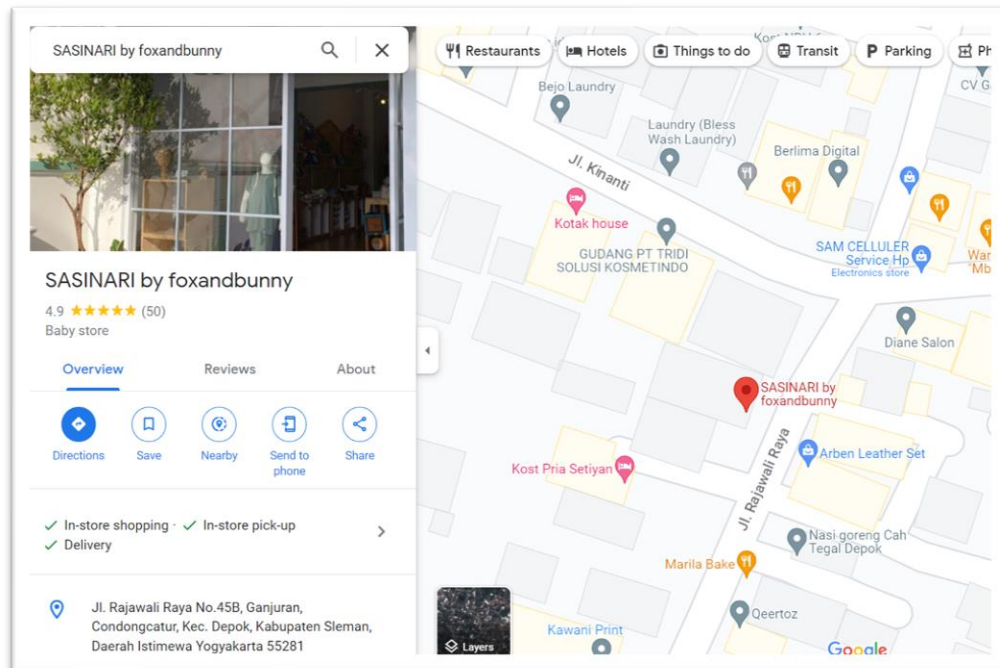 SASINARI by foxandbunny
SASINARI by foxandbunny
4.9 (50)
Baby store
Overview
Reviews
About
Directions
Save
Nearby
Send to
phone
Share
In-store shopping · In-store pick-up
Delivery
Jl. Rajawali Raya No.45B, Ganjuran,
Condongcatur, Kec. Depok, Kabupaten Sleman,
Daerah Istimewa Yogyakarta 55281
Restaurants
Hotels
Things to do
Transit
P Parking
Ph
Bejo Laundry
CV G
Laundry (Bless
Wash Laundry)
Berlima Digital
Jl. Kinanti
Kotak house
GUDANG PT TRIDI
SOLUSI KOSMETINDO
SAM CELLULER
Service Hp
Electronics store
War
"Mb
Diane Salon
SASINARI by
foxandbunny
Arben Leather Set
Kost Pria Setiyan
Jl. Rajawali Raya
Nasi goreng Cah
Tegal Depok
Marila Bake
Qeertoz
Kawani Print
Layers
Google